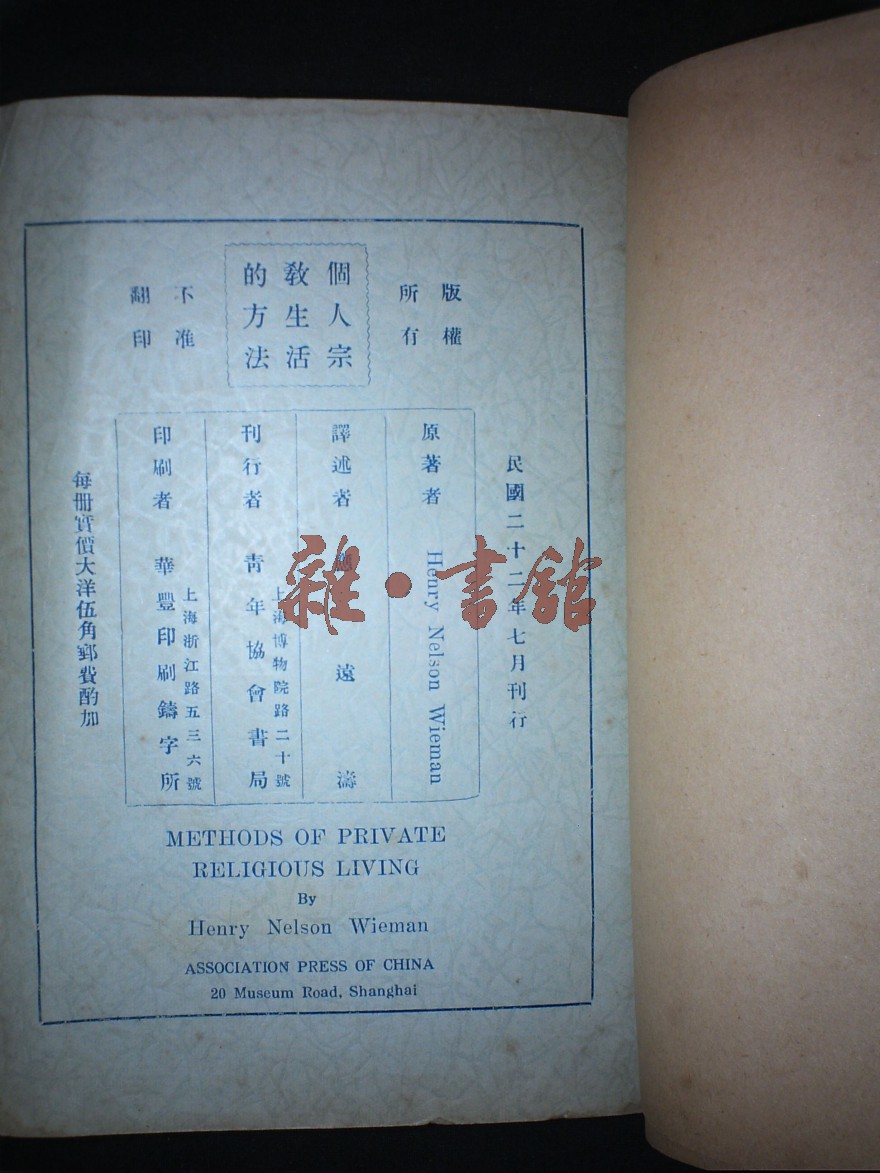 版權
所有
個人宗
教生活
的方法
不准
翻印
民國二十二年七月刊行
原著者 Henry Nelson Wieman
譯述者 遠濤
刊行者 青年協會書局
上海博物院路二十號
印刷者 華豐印刷鑄字所
上海浙江路五三六號
每冊實價大洋伍角郵費酌加
METHODS OF PRIVATE
RELIGIOUS LIVING
By
Henry Nelson Wieman
ASSOCIATION PRESS OF CHINA
20 Museum Road, Shanghai
雜·書館